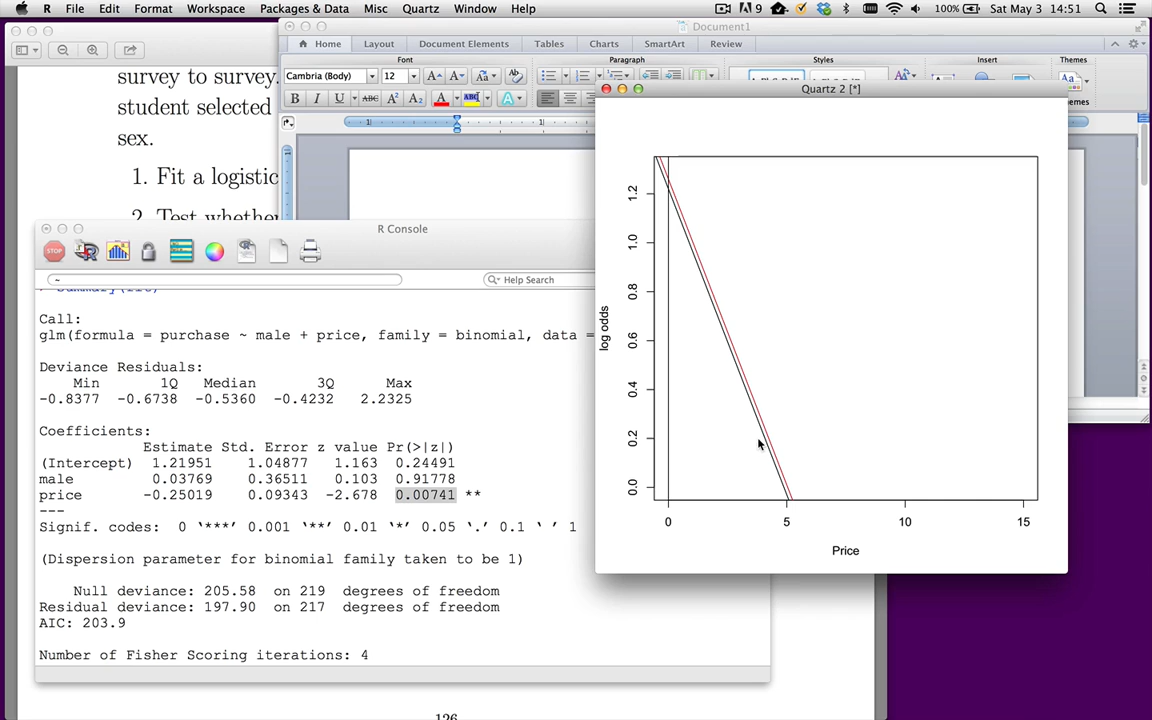 R File Edit Format Workspace Packages & Data Misc Quartz Window Help 9 100% Sat May 3 14:51
Document1
Home Layout Document Elements Tables Charts SmartArt Review
Font Paragraph Styles Insert Themes
Cambria (Body) 12
Themes
survey to survey.
student selected
sex.
1. Fit a logistic
2. Test whether
R Console
~
Help Search
> summary(fit)
Call:
glm(formula = purchase ~ male + price, family = binomial, data =
Deviance Residuals:
Min 1Q Median 3Q Max
-0.8377 -0.6738 -0.5360 -0.4232 2.2325
Coefficients:
Estimate Std. Error z value Pr(>|z|)
(Intercept) 1.21951 1.04877 1.163 0.24491
male 0.03769 0.36511 0.103 0.91778
price -0.25019 0.09343 -2.678 0.00741 **
---
Signif. codes: 0 ‘***’ 0.001 ‘**’ 0.01 ‘*’ 0.05 ‘.’ 0.1 ‘ ’ 1
(Dispersion parameter for binomial family taken to be 1)
Null deviance: 205.58 on 219 degrees of freedom
Residual deviance: 197.90 on 217 degrees of freedom
AIC: 203.9
Number of Fisher Scoring iterations: 4
Quartz 2 [*]
log odds
1.2
1.0
0.8
0.6
0.4
0.2
0.0
0 5 10 15
Price
126